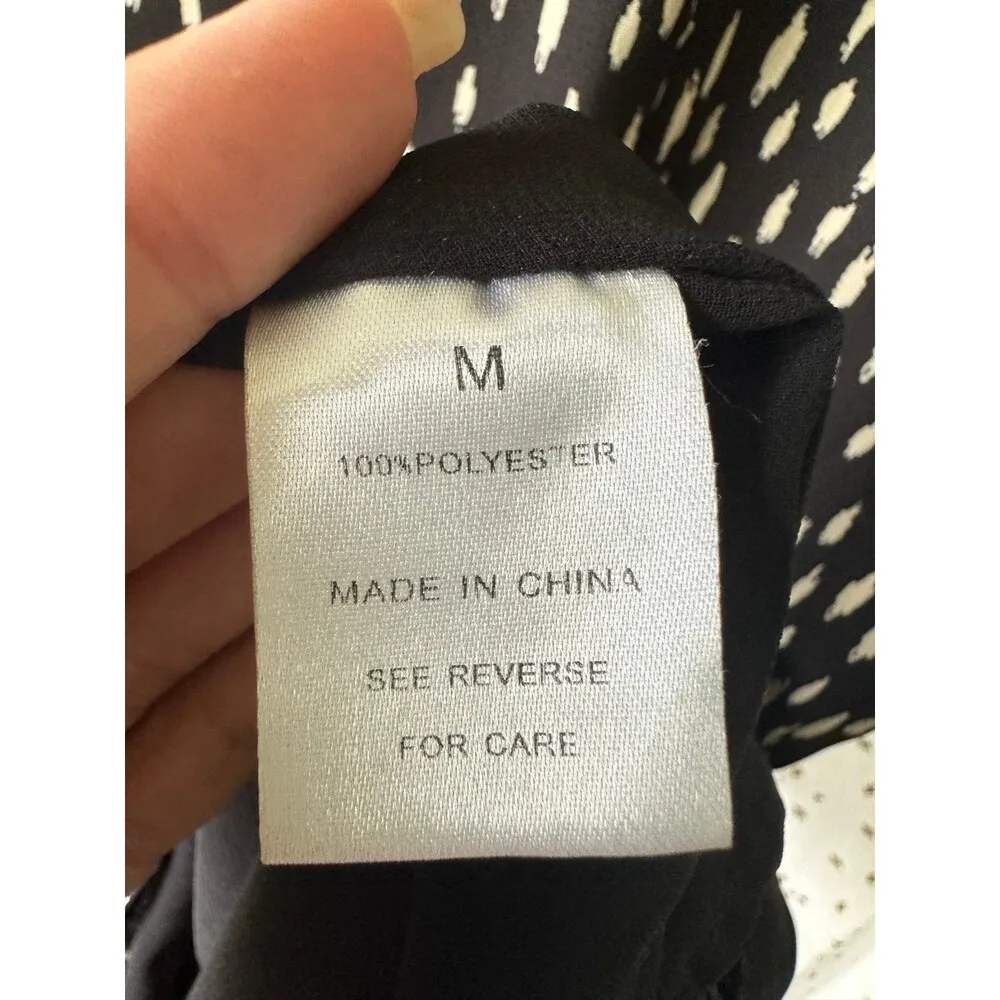 M
100%POLYESTER
MADE IN CHINA
SEE REVERSE
FOR CARE